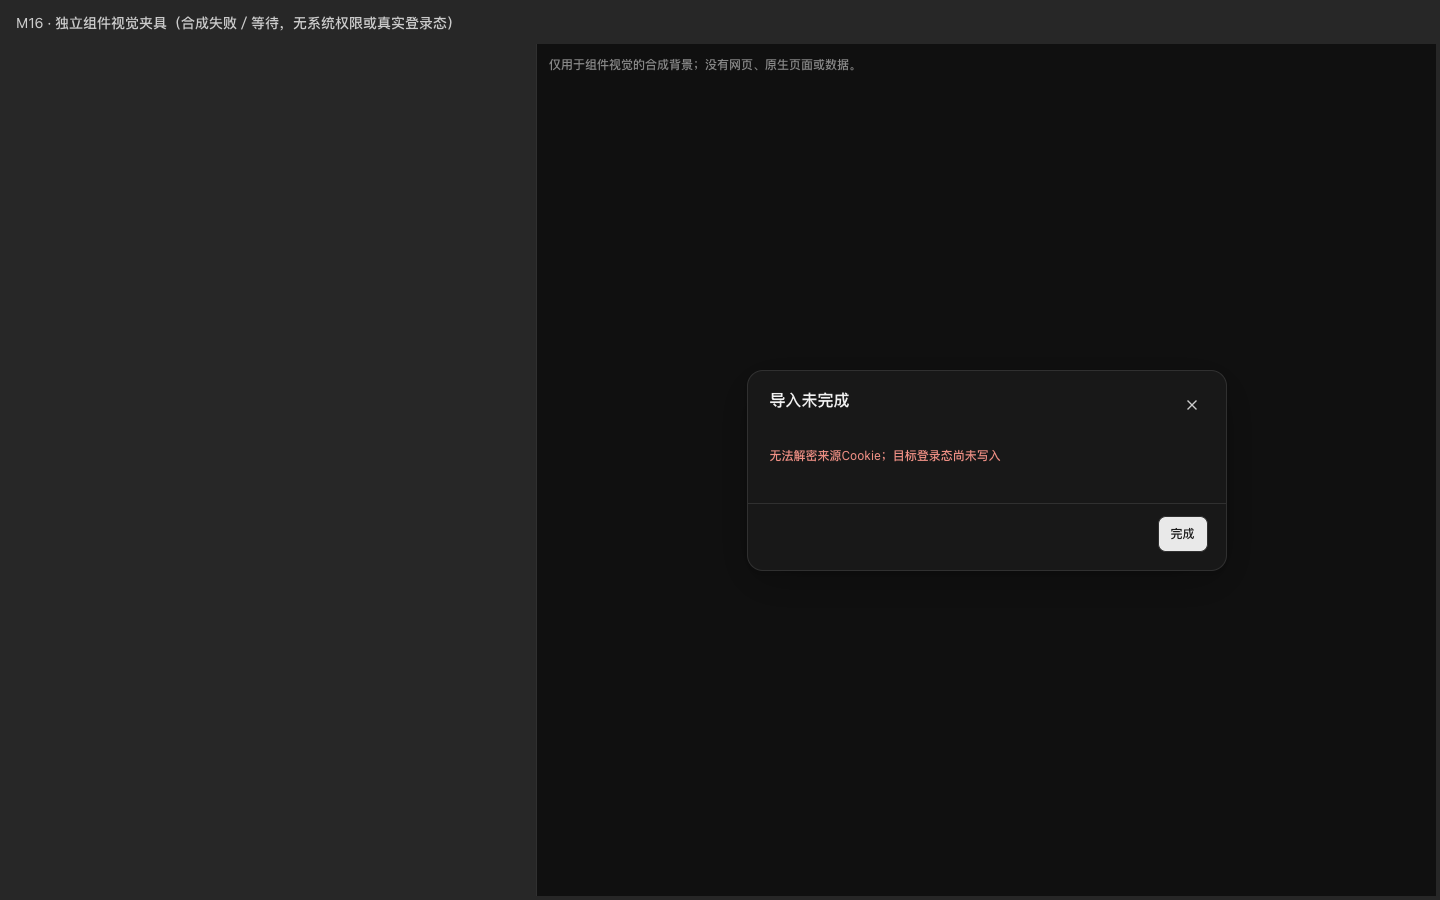 M16 · 独立组件视觉夹具（合成失败 / 等待，无系统权限或真实登录态）
仅用于组件视觉的合成背景；没有网页、原生页面或数据。
导入未完成
无法解密来源Cookie；目标登录态尚未写入
完成